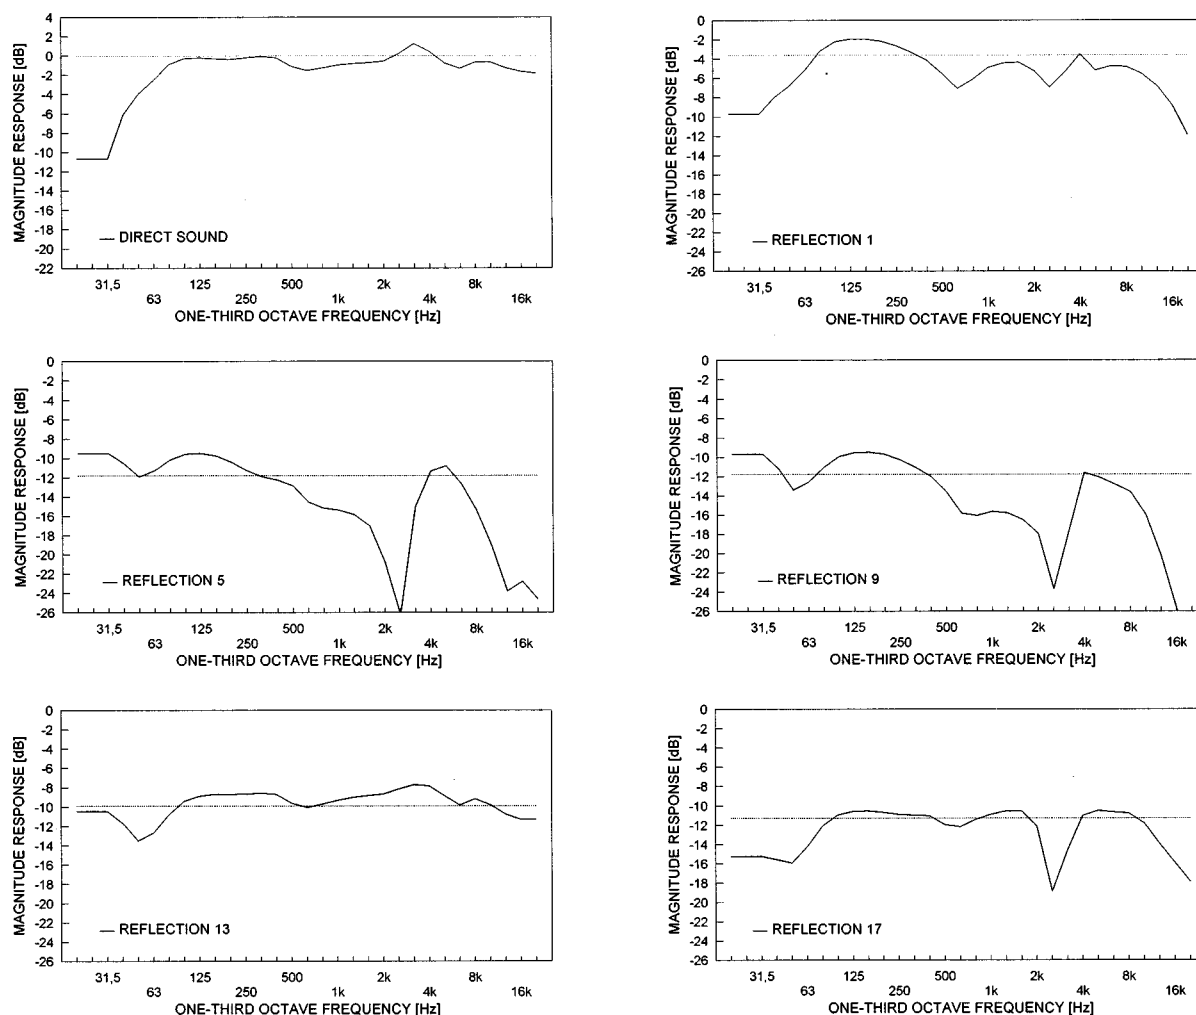 MAGNITUDE RESPONSE [dB]
4
2
0
-2
-4
-6
-8
-10
-12
-14
-16
-18
-20
-22
— DIRECT SOUND
31,5 125 500 2k 8k
63 250 1k 4k 16k
ONE-THIRD OCTAVE FREQUENCY [Hz]
MAGNITUDE RESPONSE [dB]
0
-2
-4
-6
-8
-10
-12
-14
-16
-18
-20
-22
-24
-26
— REFLECTION 1
31,5 125 500 2k 8k
63 250 1k 4k 16k
ONE-THIRD OCTAVE FREQUENCY [Hz]
MAGNITUDE RESPONSE [dB]
0
-2
-4
-6
-8
-10
-12
-14
-16
-18
-20
-22
-24
-26
— REFLECTION 5
31,5 125 500 2k 8k
63 250 1k 4k 16k
ONE-THIRD OCTAVE FREQUENCY [Hz]
MAGNITUDE RESPONSE [dB]
0
-2
-4
-6
-8
-10
-12
-14
-16
-18
-20
-22
-24
-26
— REFLECTION 9
31,5 125 500 2k 8k
63 250 1k 4k 16k
ONE-THIRD OCTAVE FREQUENCY [Hz]
MAGNITUDE RESPONSE [dB]
0
-2
-4
-6
-8
-10
-12
-14
-16
-18
-20
-22
-24
-26
— REFLECTION 13
31,5 125 500 2k 8k
63 250 1k 4k 16k
ONE-THIRD OCTAVE FREQUENCY [Hz]
MAGNITUDE RESPONSE [dB]
0
-2
-4
-6
-8
-10
-12
-14
-16
-18
-20
-22
-24
-26
— REFLECTION 17
31,5 125 500 2k 8k
63 250 1k 4k 16k
ONE-THIRD OCTAVE FREQUENCY [Hz]